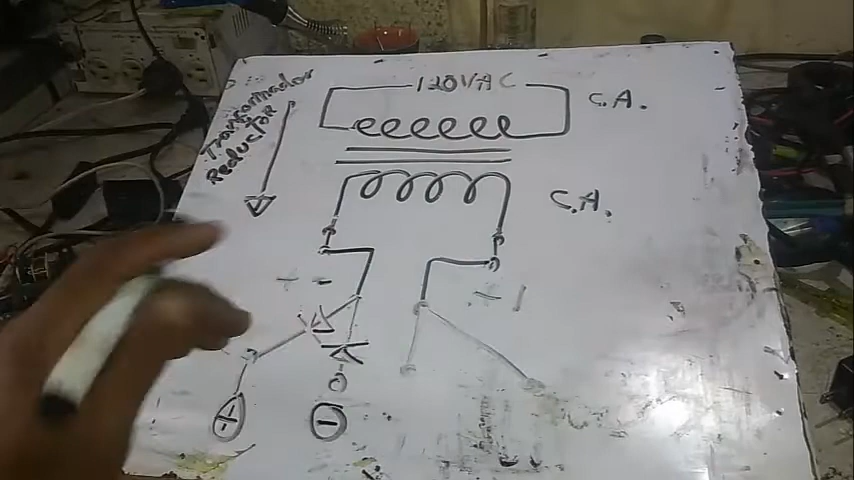 120VAC
C.A.
Transformador
Reductor
C.A.
+ -
- +
+
-